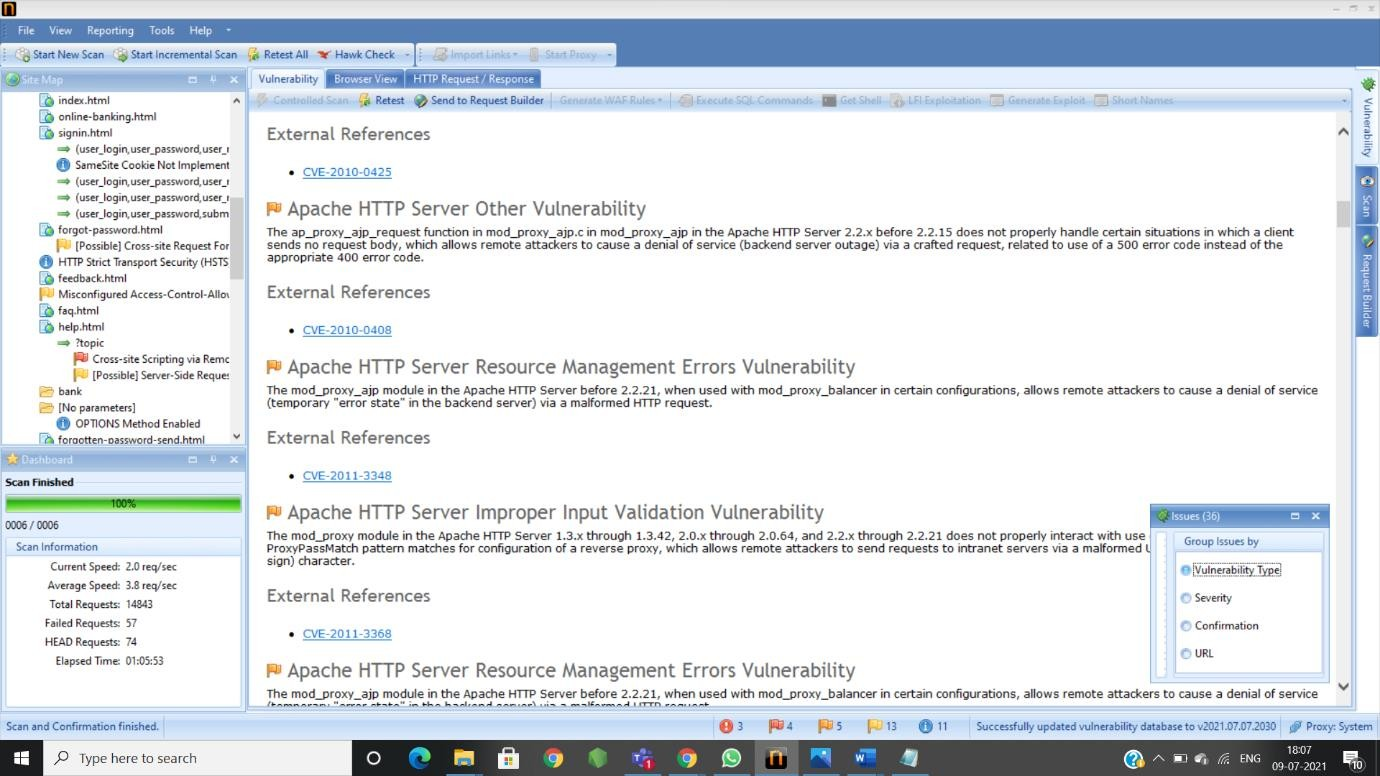 File View Reporting Tools Help
Start New Scan Start Incremental Scan Retest All Hawk Check Import Links Start Proxy
Site Map
index.html
online-banking.html
signin.html
(user_login,user_password,user_r
SameSite Cookie Not Implement
(user_login,user_password,user_r
(user_login,user_password,user_r
(user_login,user_password,subm
forgot-password.html
[Possible] Cross-site Request For
HTTP Strict Transport Security (HSTS
feedback.html
Misconfigured Access-Control-Allov
faq.html
help.html
?topic
Cross-site Scripting via Remo
[Possible] Server-Side Reques
bank
[No parameters]
OPTIONS Method Enabled
forgotten-password-send.html
Dashboard
Scan Finished
100%
0006 / 0006
Scan Information
Current Speed: 2.0 req/sec
Average Speed: 3.8 req/sec
Total Requests: 14843
Failed Requests: 57
HEAD Requests: 74
Elapsed Time: 01:05:53
Vulnerability Browser View HTTP Request / Response
Controlled Scan Retest Send to Request Builder Generate WAF Rules Execute SQL Commands Get Shell LFI Exploitation Generate Exploit Short Names
External References
CVE-2010-0425
Apache HTTP Server Other Vulnerability
The ap_proxy_ajp_request function in mod_proxy_ajp.c in mod_proxy_ajp in the Apache HTTP Server 2.2.x before 2.2.15 does not properly handle certain situations in which a client
sends no request body, which allows remote attackers to cause a denial of service (backend server outage) via a crafted request, related to use of a 500 error code instead of the
appropriate 400 error code.
External References
CVE-2010-0408
Apache HTTP Server Resource Management Errors Vulnerability
The mod_proxy_ajp module in the Apache HTTP Server before 2.2.21, when used with mod_proxy_balancer in certain configurations, allows remote attackers to cause a denial of service
(temporary "error state" in the backend server) via a malformed HTTP request.
External References
CVE-2011-3348
Apache HTTP Server Improper Input Validation Vulnerability
The mod_proxy module in the Apache HTTP Server 1.3.x through 1.3.42, 2.0.x through 2.0.64, and 2.2.x through 2.2.21 does not properly interact with use
ProxyPassMatch pattern matches for configuration of a reverse proxy, which allows remote attackers to send requests to intranet servers via a malformed U
sign) character.
External References
CVE-2011-3368
Apache HTTP Server Resource Management Errors Vulnerability
The mod_proxy_ajp module in the Apache HTTP Server before 2.2.21, when used with mod_proxy_balancer in certain configurations, allows remote attackers to cause a denial of service
(temporary "error state" in the backend server) via a malformed HTTP request.
Issues (36)
Group Issues by
Vulnerability Type
Severity
Confirmation
URL
Vulnerability
Scan
Request Builder
Scan and Confirmation finished. 3 4 5 13 11 Successfully updated vulnerability database to v2021.07.07.2030 Proxy: System
Type here to search
1
ENG
18:07
09-07-2021
10